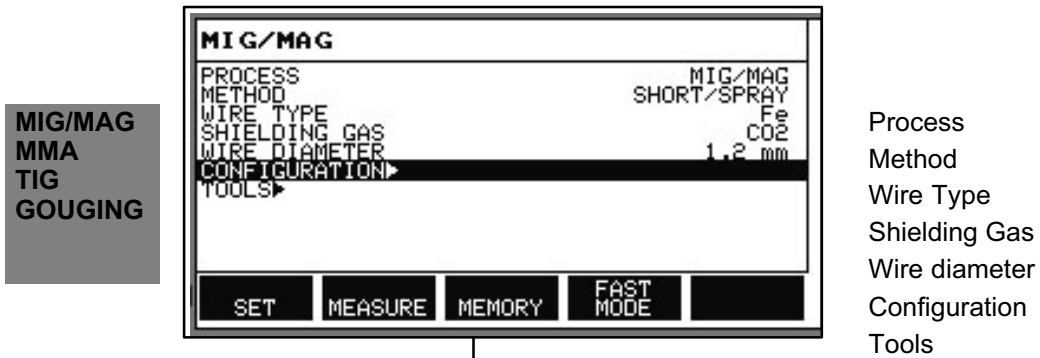 MIG/MAG
MMA
TIG
GOUGING
MIG/MAG
PROCESS MIG/MAG
METHOD SHORT/SPRAY
WIRE TYPE Fe
SHIELDING GAS CO2
WIRE DIAMETER 1.2 mm
CONFIGURATION▶
TOOLS▶
SET MEASURE MEMORY FAST MODE
Process
Method
Wire Type
Shielding Gas
Wire diameter
Configuration
Tools